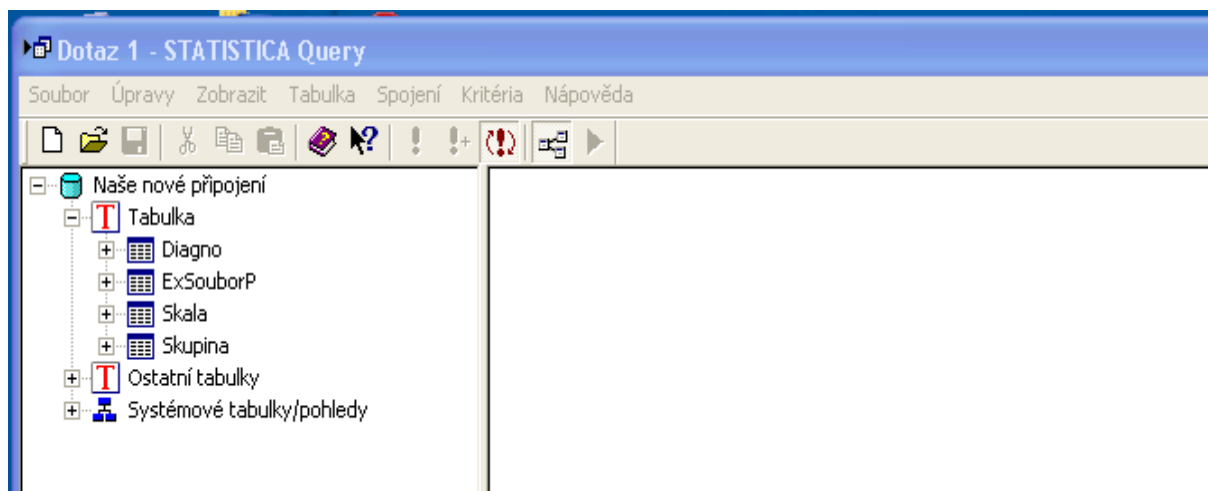 Dotaz 1 - STATISTICA Query
Soubor Úpravy Zobrazit Tabulka Spojení Kritéria Nápověda
Naše nové připojení
T Tabulka
Diagno
ExSouborP
Skala
Skupina
T Ostatní tabulky
Systémové tabulky/pohledy